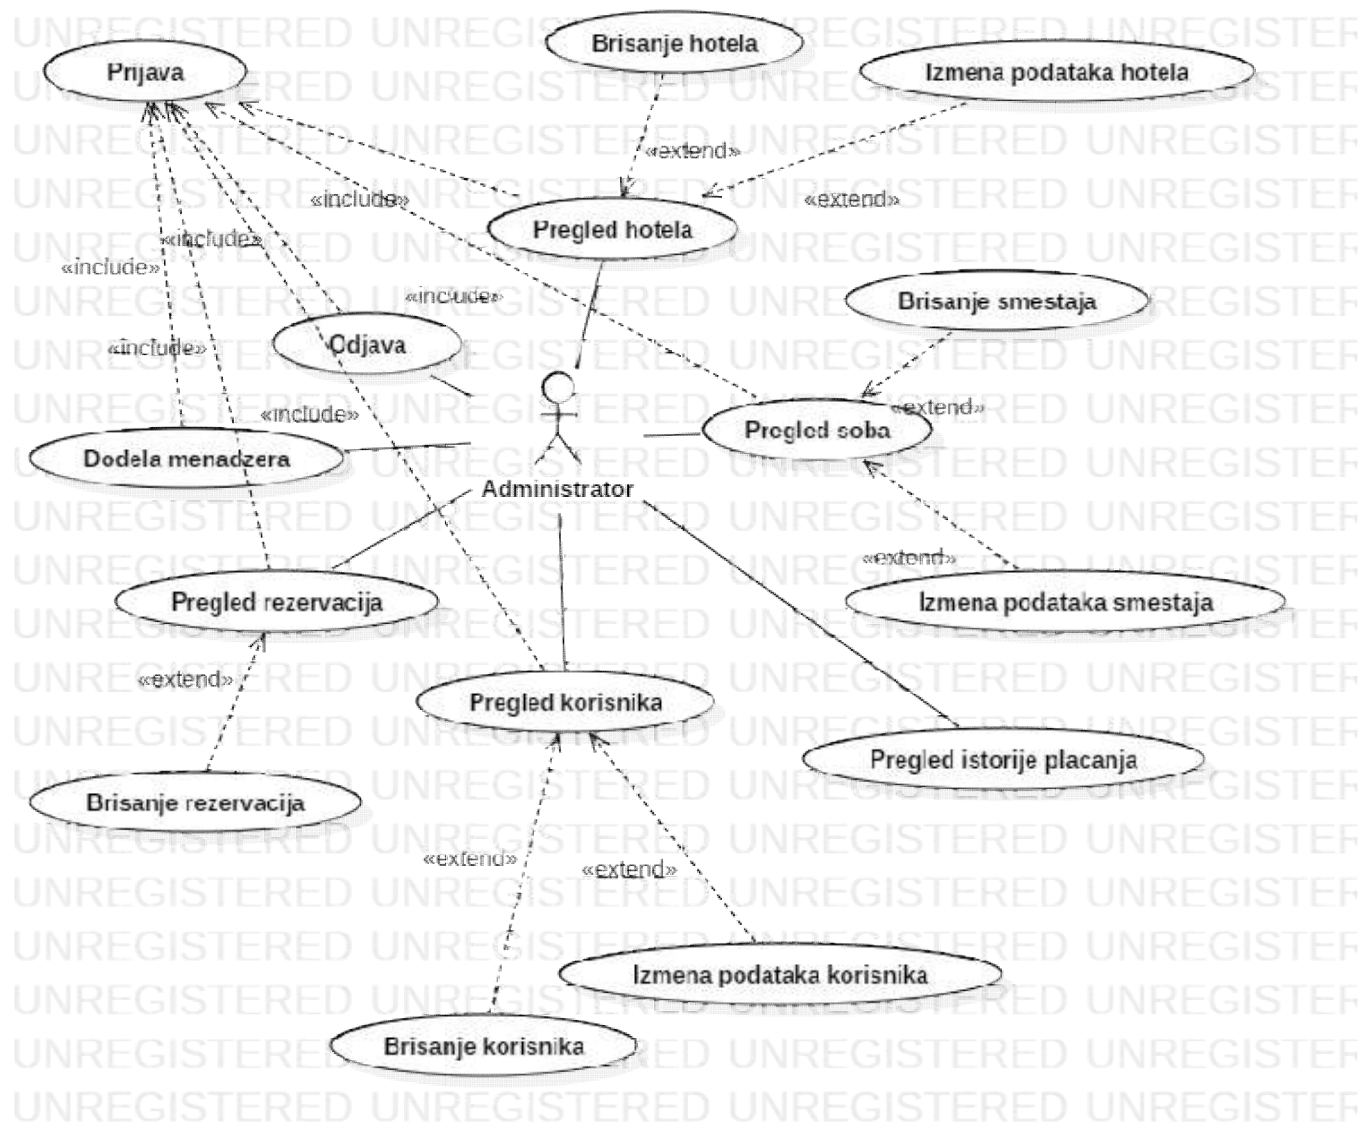 Brisanje hotela
Prijava
Izmena podataka hotela
«extend»
«include»
«extend»
Pregled hotela
«include»
«include»
«include»
Brisanje smestaja
Odjava
«include»
«extend»
«include»
Pregled soba
Dodela menadzera
Administrator
«extend»
Pregled rezervacija
Izmena podataka smestaja
«extend»
Pregled korisnika
Pregled istorije placanja
Brisanje rezervacija
«extend»
«extend»
Izmena podataka korisnika
Brisanje korisnika
UNREGISTERED UNREGISTERED UNREGISTERED